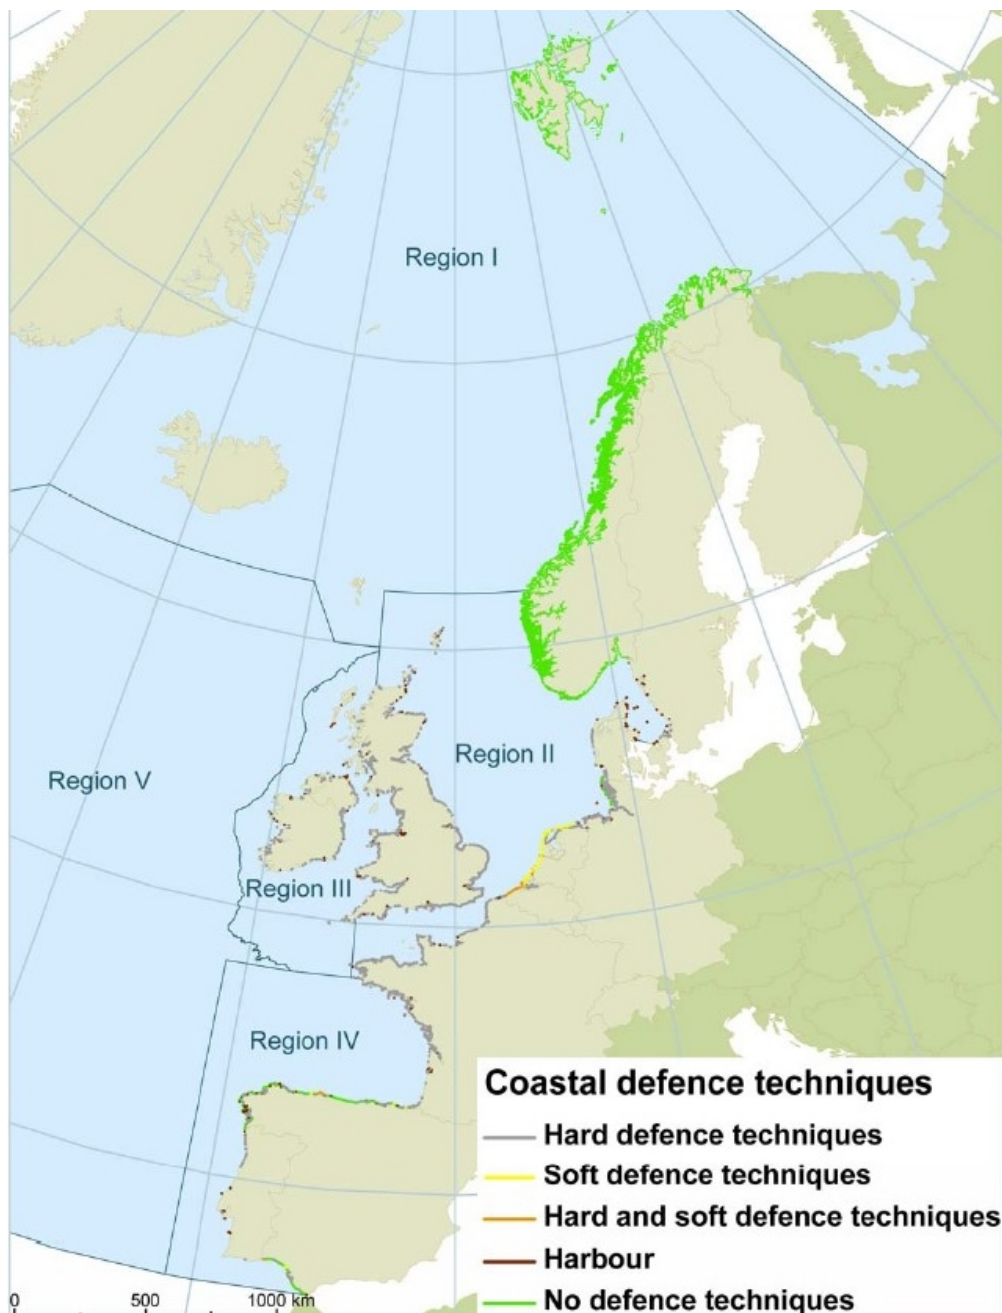 Region I
Region II
Region V
Region III
Region IV
Coastal defence techniques
Hard defence techniques
Soft defence techniques
Hard and soft defence techniques
Harbour
No defence techniques
0 500 1000 km